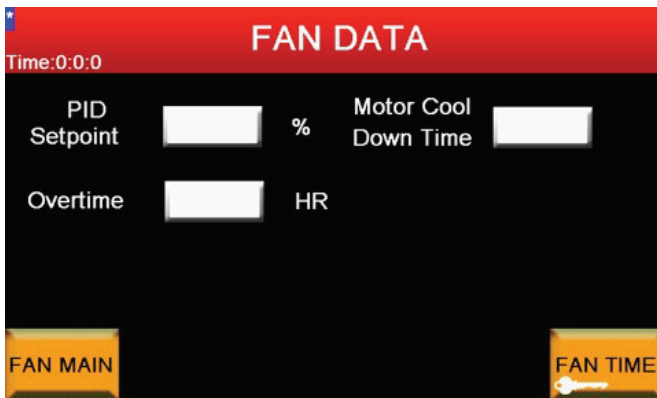 *
FAN DATA
Time:0:0:0
PID
Setpoint
%
Motor Cool
Down Time
Overtime
HR
FAN MAIN
FAN TIME